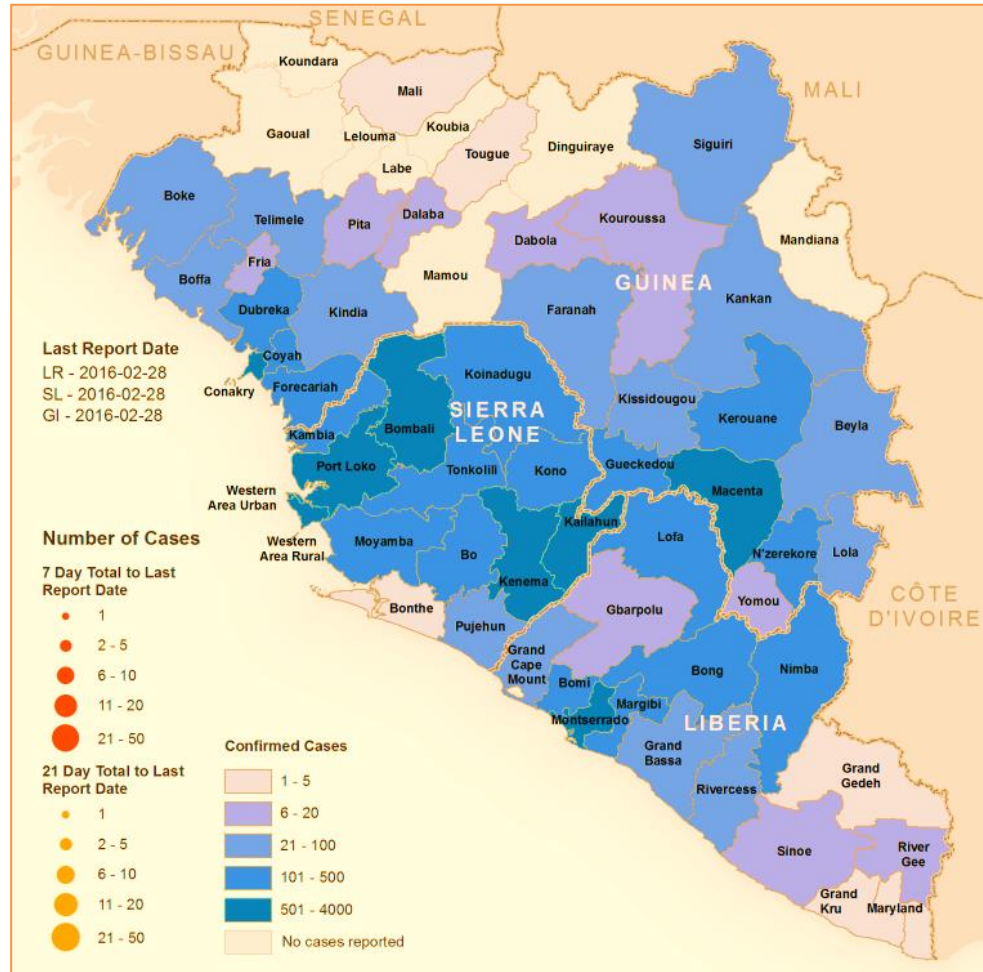 SENEGAL
GUINEA-BISSAU
MALI
Koundara
Mali
Gaoual
Lelouma
Koubia
Labe
Tougue
Dinguiraye
Siguiri
Boke
Telimele
Pita
Dalaba
Kouroussa
Dabola
Mandiana
Fria
Boffa
Mamou
GUINEA
Dubreka
Kindia
Faranah
Kankan
Last Report Date
LR - 2016-02-28
SL - 2016-02-28
GI - 2016-02-28
Coyah
Conakry
Forecariah
Koinadugu
Kissidougou
Kerouane
Beyla
SIERRA
LEONE
Kambia
Bombali
Port Loko
Tonkolili
Kono
Gueckedou
Macenta
Western
Area Urban
Western
Area Rural
Kailahun
Lofa
Moyamba
Bo
Kenema
N'zerekore
Lola
Yomou
Gbarpolu
CÔTE
D'IVOIRE
Bonthe
Pujehun
Grand
Cape
Mount
Bomi
Bong
Nimba
Margibi
Montserrado
LIBERIA
Grand
Bassa
Rivercess
Grand
Gedeh
Sinoe
River
Gee
Grand
Kru
Maryland
Number of Cases
7 Day Total to Last
Report Date
1
2 - 5
6 - 10
11 - 20
21 - 50
21 Day Total to Last
Report Date
1
2 - 5
6 - 10
11 - 20
21 - 50
Confirmed Cases
1 - 5
6 - 20
21 - 100
101 - 500
501 - 4000
No cases reported